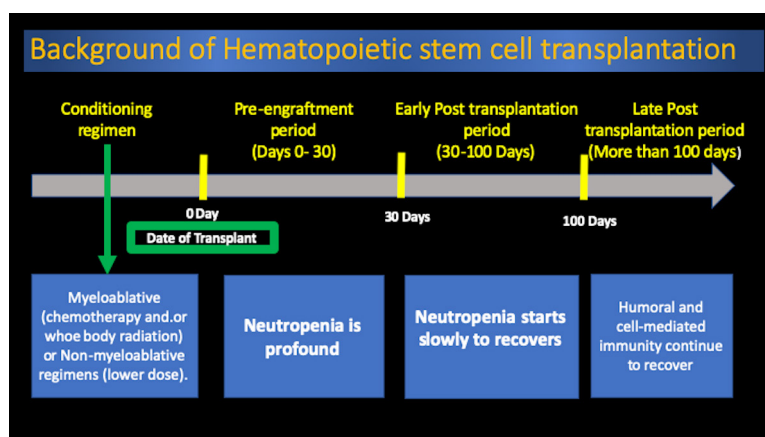 Background of Hematopoietic stem cell transplantation
Conditioning
regimen
Pre-engraftment
period
(Days 0- 30)
Early Post transplantation
period
(30-100 Days)
Late Post
transplantation period
(More than 100 days)
0 Day
30 Days
100 Days
Date of Transplant
Myeloablative
(chemotherapy and.or
whoe body radiation)
or Non-myeloablative
regimens (lower dose).
Neutropenia is
profound
Neutropenia starts
slowly to recovers
Humoral and
cell-mediated
immunity continue
to recover